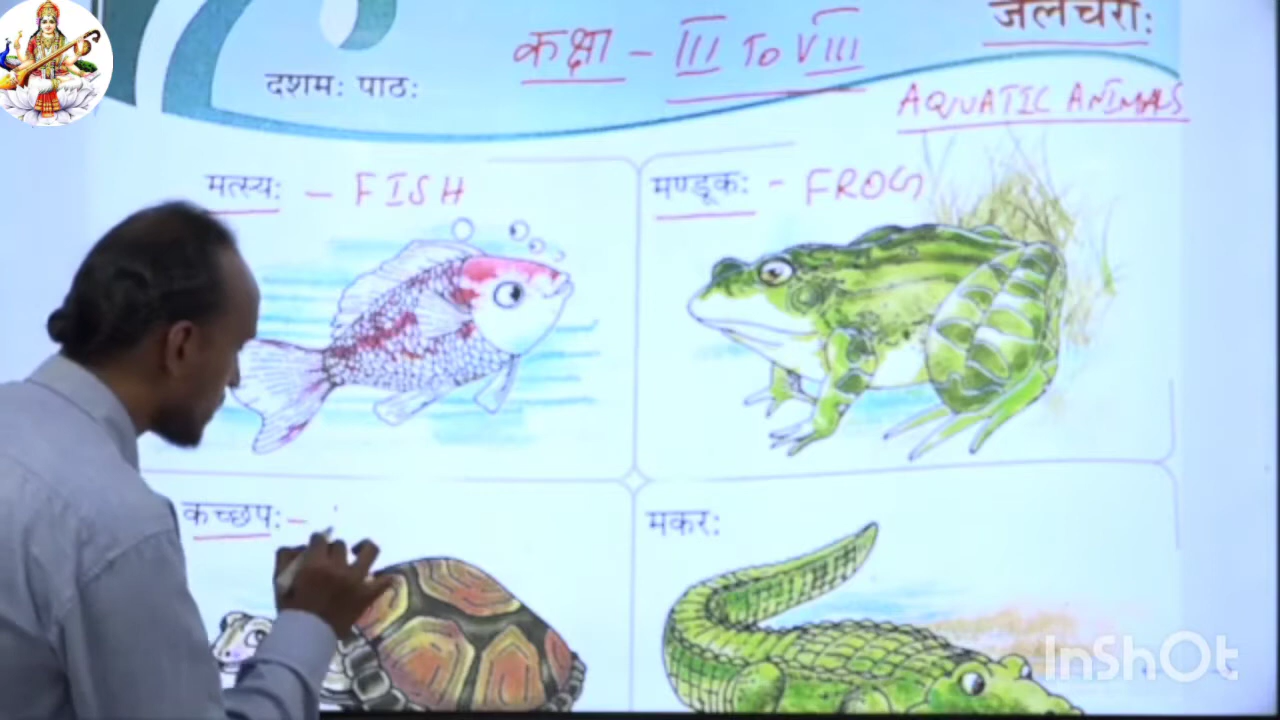 जलचराः
कक्षा - III TO VIII
दशमः पाठः
AQUATIC ANIMALS
मत्स्यः - FISH
मण्डूकः - FROG
कच्छपः-
मकरः
InShOt